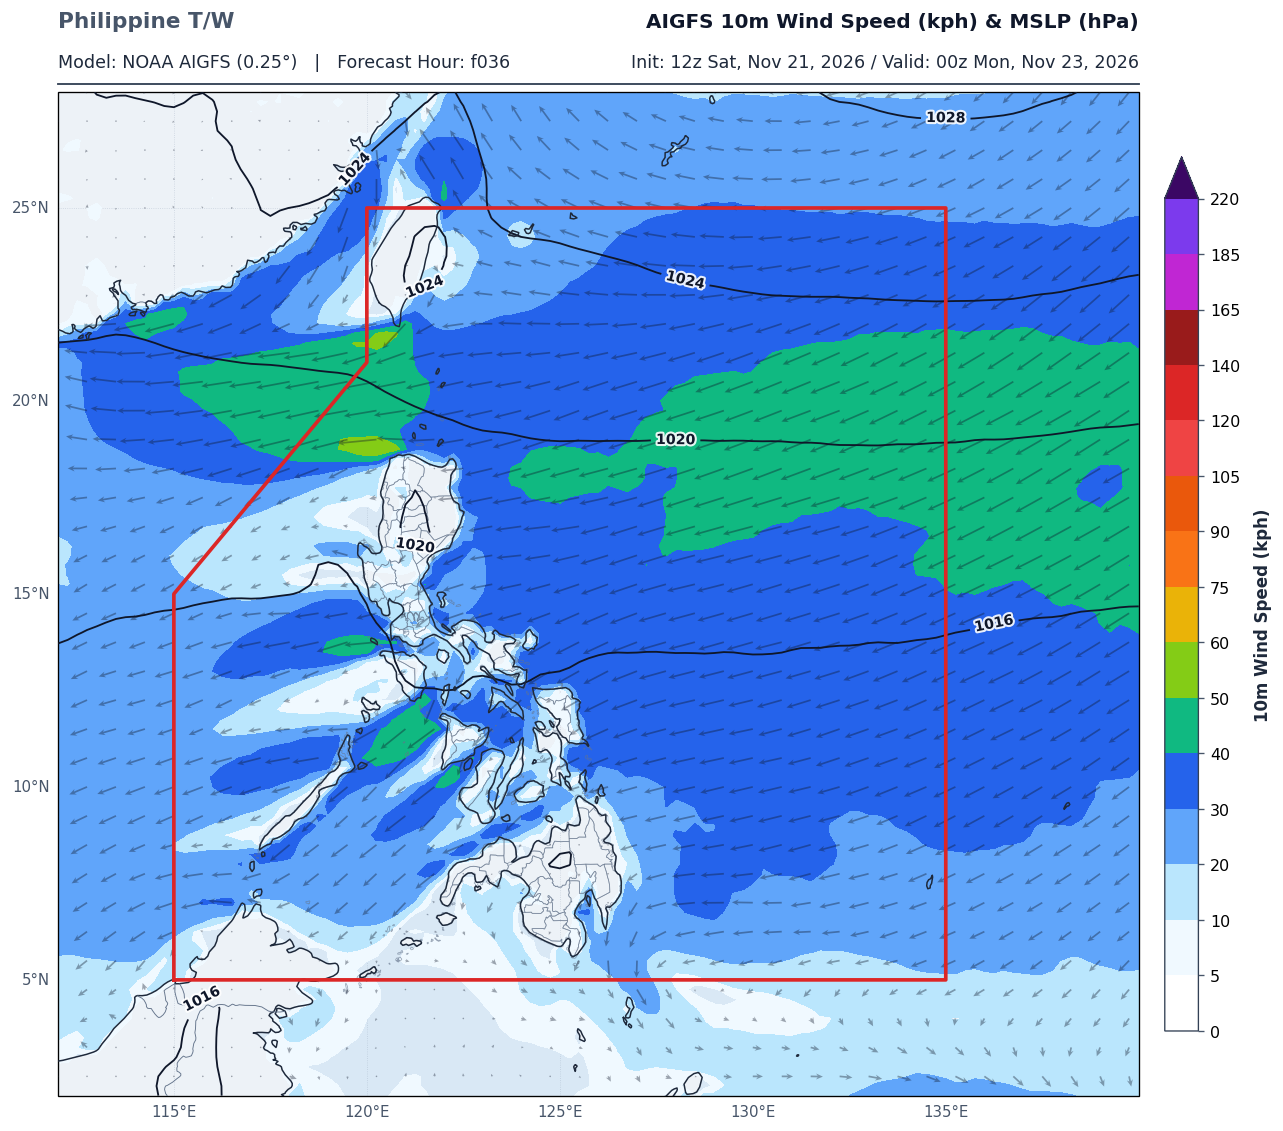 Philippine T/W
AIGFS 10m Wind Speed (kph) & MSLP (hPa)
Model: NOAA AIGFS (0.25°)   |   Forecast Hour: f036
Init: 12z Sat, Nov 21, 2026 / Valid: 00z Mon, Nov 23, 2026
1028
1024
1024
1024
1020
1020
1016
1016
25°N
20°N
15°N
10°N
5°N
115°E
120°E
125°E
130°E
135°E
220
185
165
140
120
105
90
75
60
50
40
30
20
10
5
0
10m Wind Speed (kph)